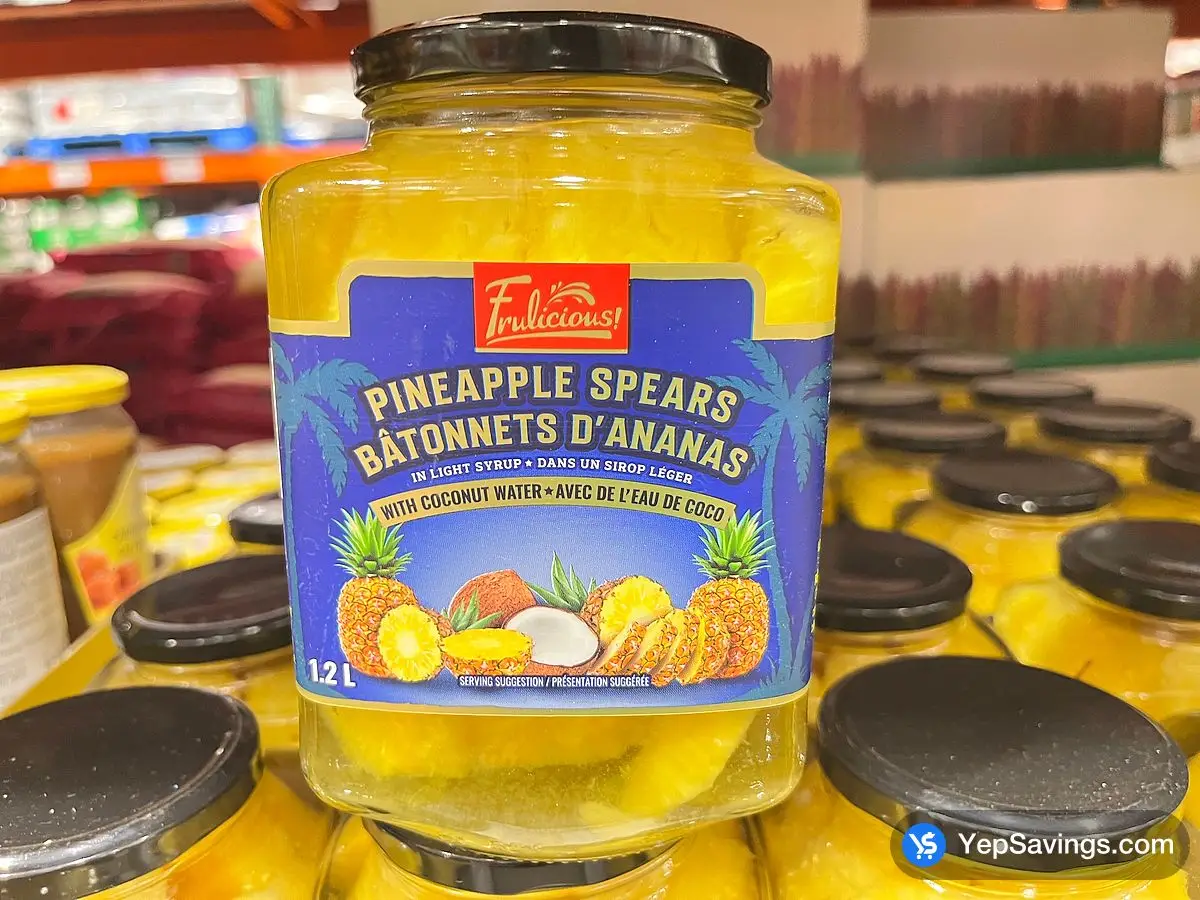 Frulicious!
PINEAPPLE SPEARS
BÂTONNETS D'ANANAS
IN LIGHT SYRUP ★ DANS UN SIROP LÉGER
WITH COCONUT WATER ★ AVEC DE L'EAU DE COCO
1.2 L
SERVING SUGGESTION / PRÉSENTATION SUGGÉRÉE
YepSavings.com